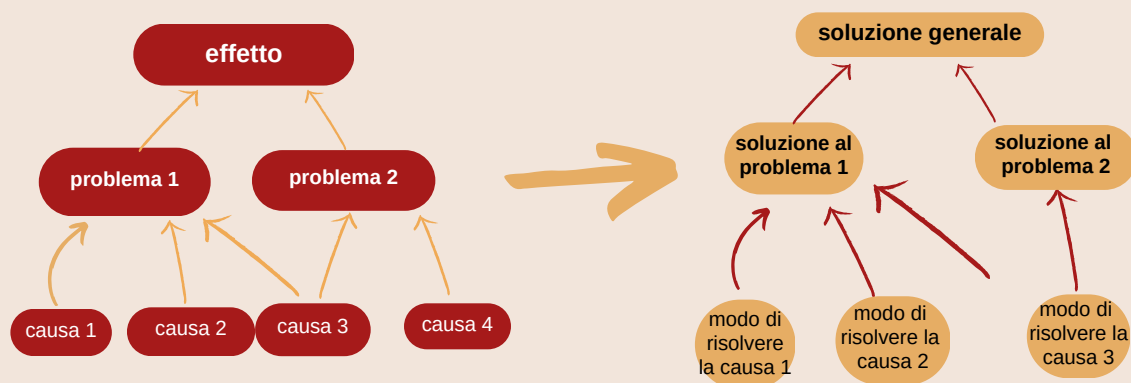 effetto
problema 1
problema 2
causa 1
causa 2
causa 3
causa 4
soluzione generale
soluzione al
problema 1
soluzione al
problema 2
modo di
risolvere
la causa 1
modo di
risolvere la
causa 2
modo di
risolvere la
causa 3